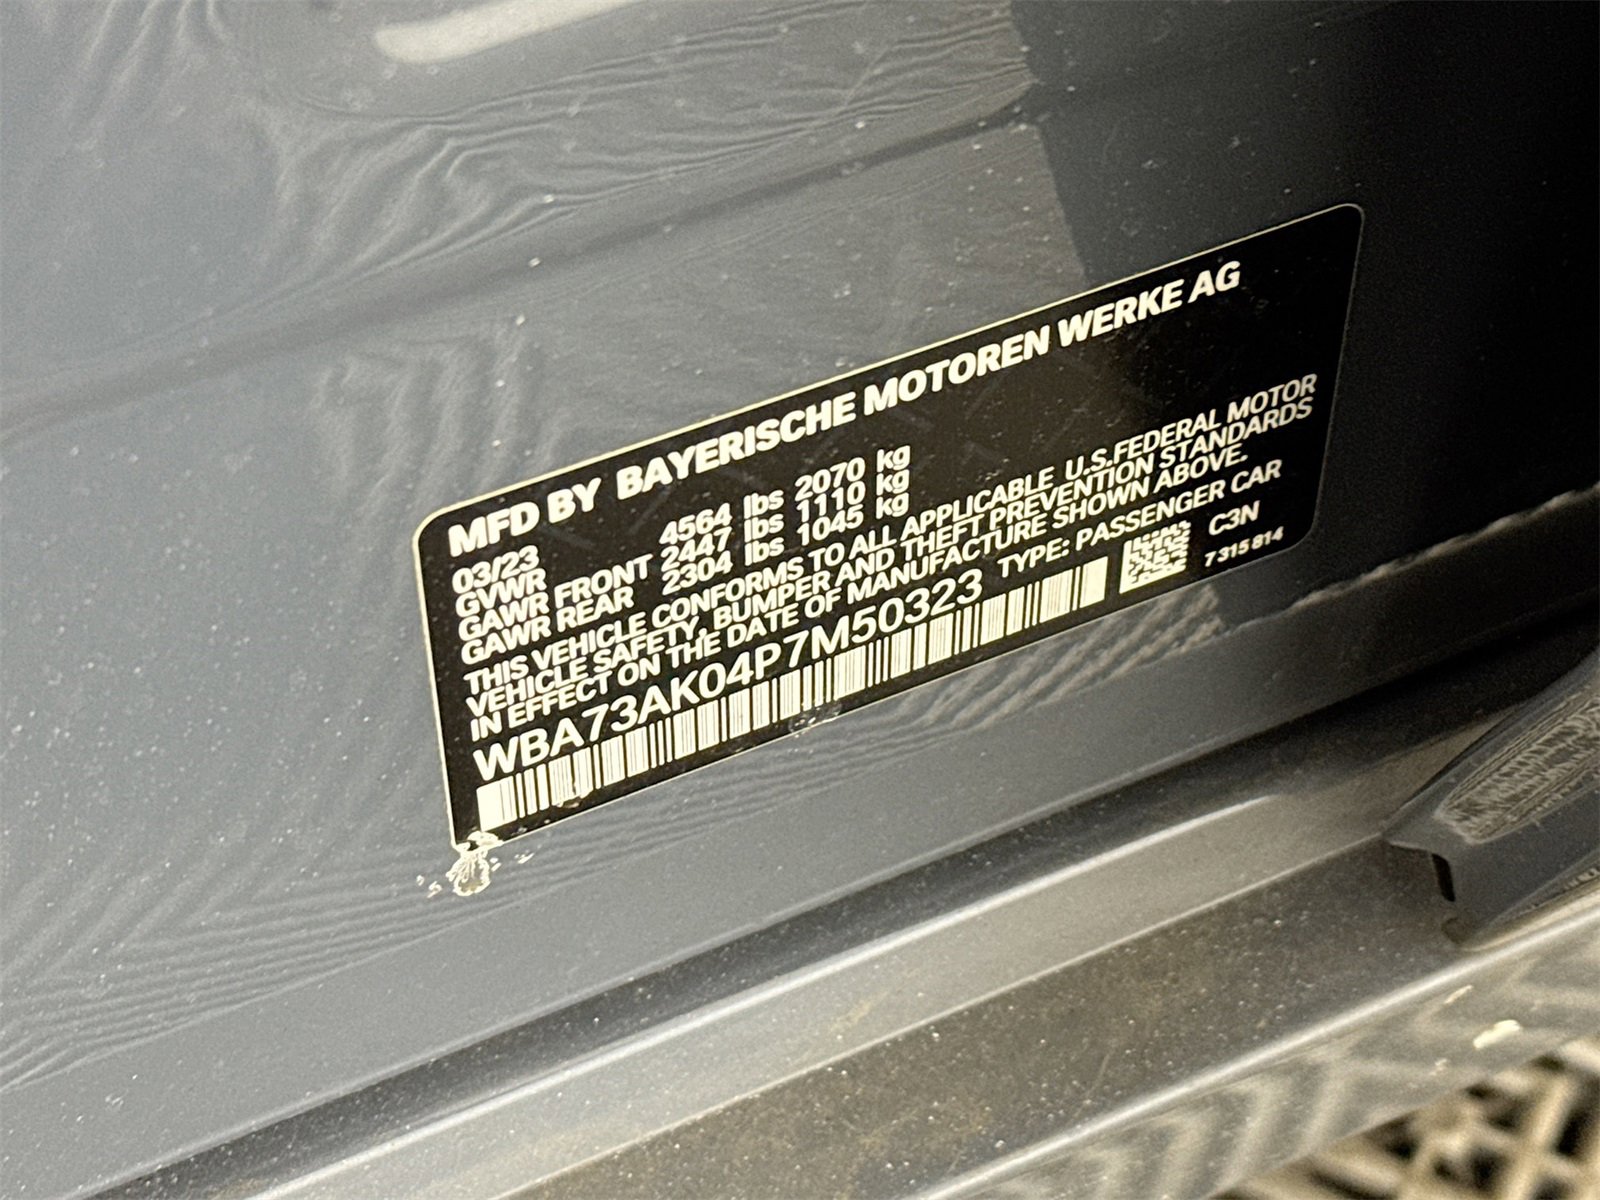 MFD BY BAYERISCHE MOTOREN WERKE AG
03/23
GVWR 4564 lbs 2070 kg
GAWR FRONT 2447 lbs 1110 kg
GAWR REAR 2304 lbs 1045 kg
THIS VEHICLE CONFORMS TO ALL APPLICABLE U.S.FEDERAL MOTOR
VEHICLE SAFETY, BUMPER AND THEFT PREVENTION STANDARDS
IN EFFECT ON THE DATE OF MANUFACTURE SHOWN ABOVE.
WBA73AK04P7M50323 TYPE: PASSENGER CAR
C3N
7 315 814